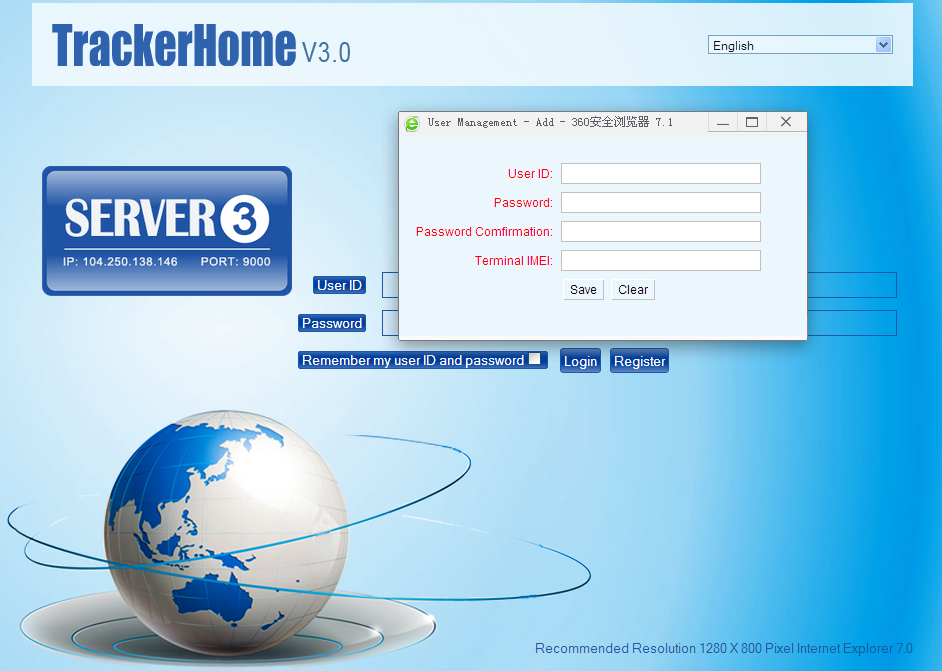 TrackerHome V3.0
English
User Management - Add - 360安全浏览器 7.1
User ID:
Password:
Password Comfirmation:
Terminal IMEI:
Save Clear
SERVER 3
IP: 104.250.138.146 PORT: 9000
User ID
Password
Remember my user ID and password Login Register
Recommended Resolution 1280 X 800 Pixel Internet Explorer 7.0